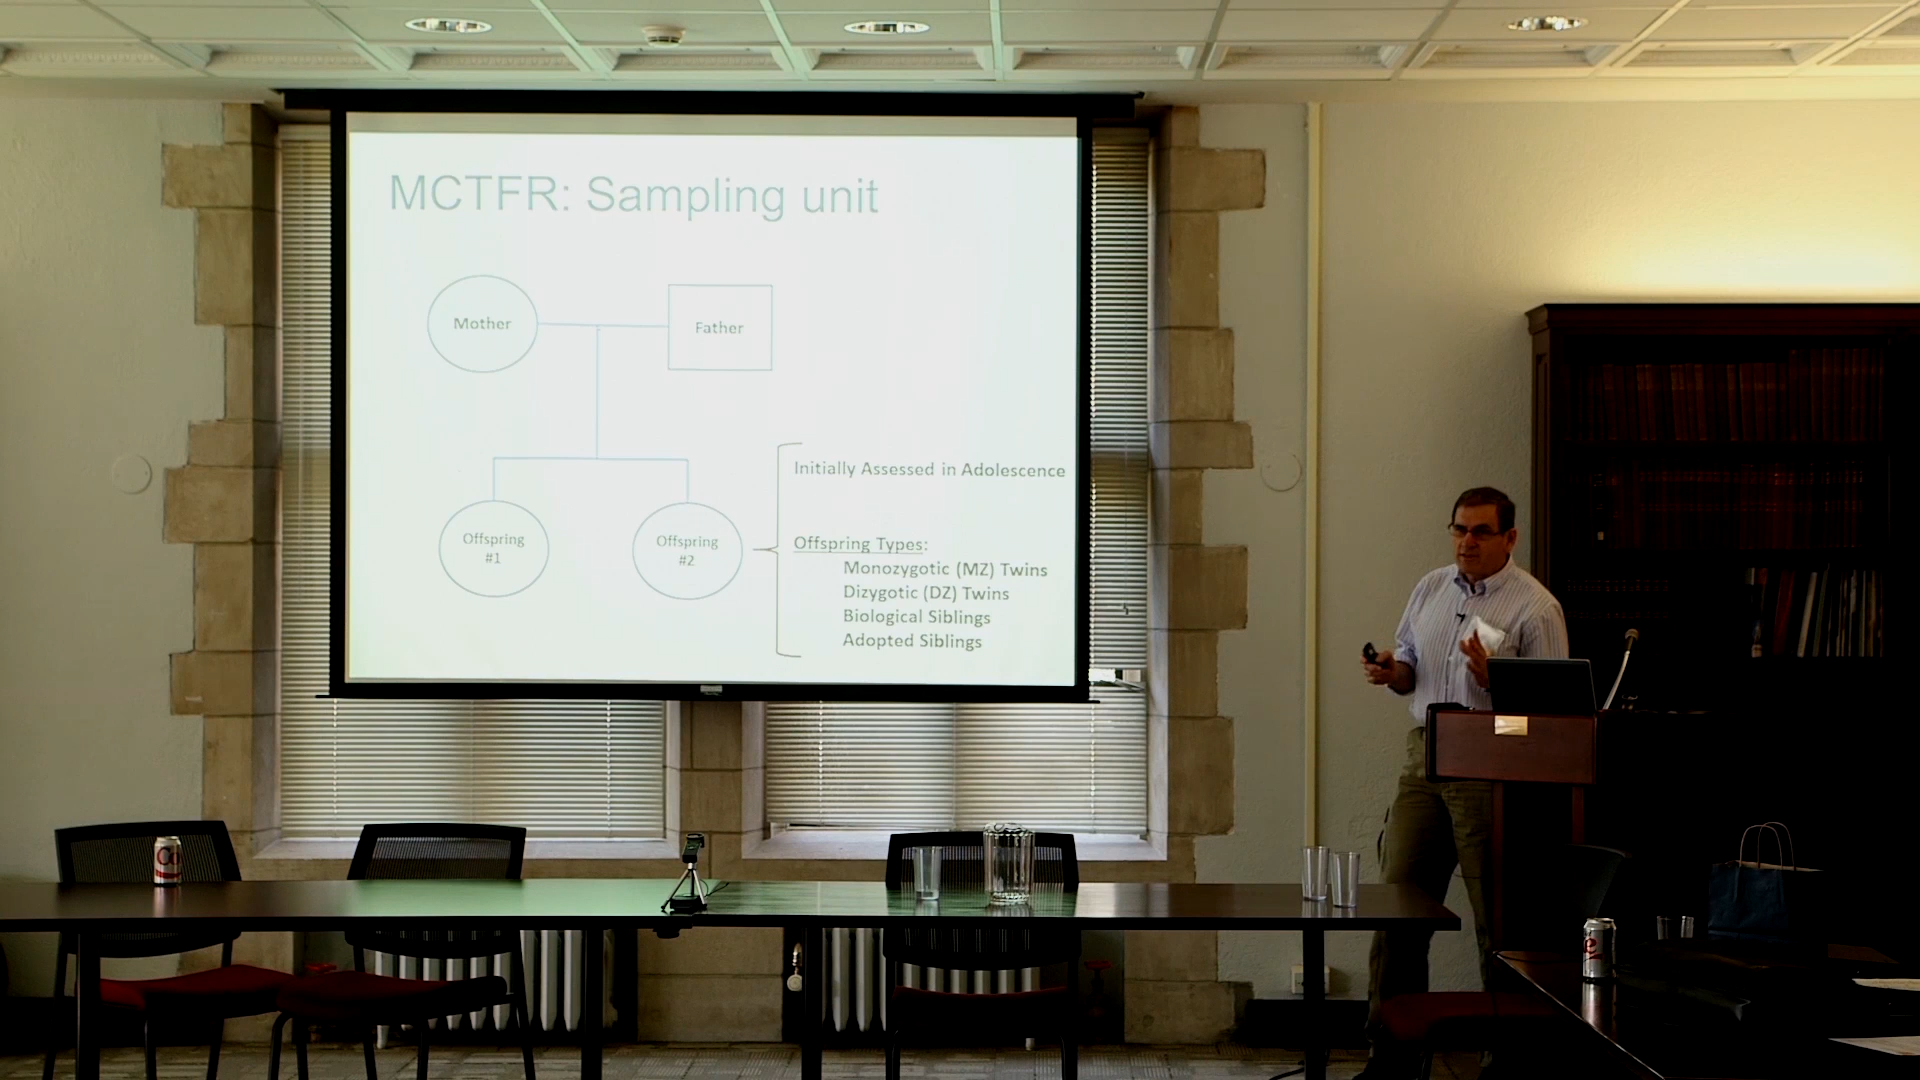 MCTFR: Sampling unit
Mother
Father
Initially Assessed in Adolescence
Offspring
#1
Offspring
#2
Offspring Types:
Monozygotic (MZ) Twins
Dizygotic (DZ) Twins
Biological Siblings
Adopted Siblings
Co
e